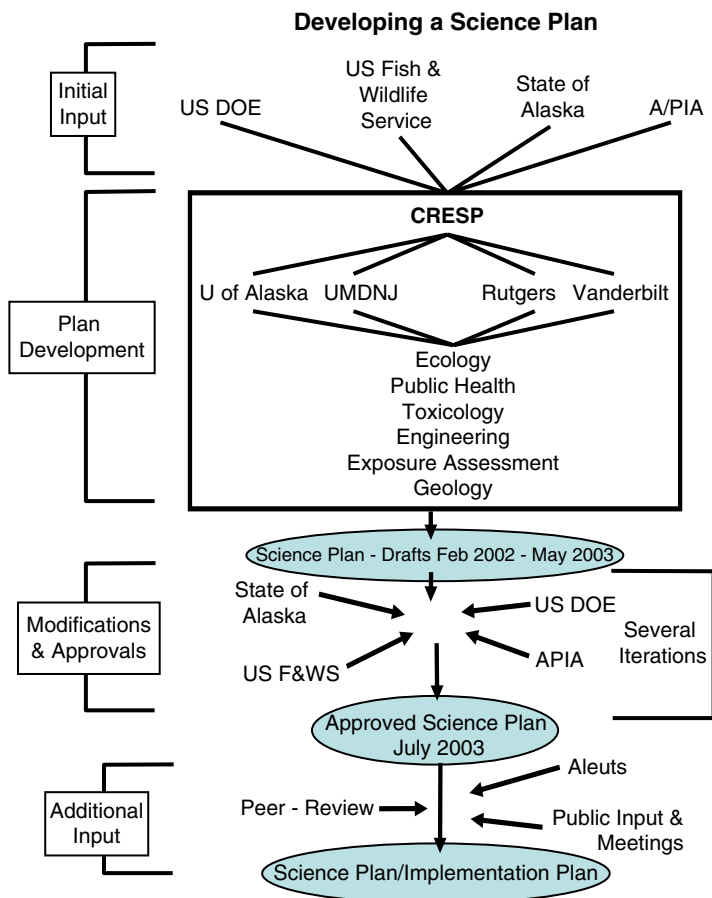 Developing a Science Plan
Initial
Input
US DOE
US Fish &
Wildlife
Service
State of
Alaska
A/PIA
Plan
Development
CRESP
U of Alaska
UMDNJ
Rutgers
Vanderbilt
Ecology
Public Health
Toxicology
Engineering
Exposure Assessment
Geology
Science Plan - Drafts Feb 2002 - May 2003
Modifications
& Approvals
State of
Alaska
US DOE
US F&WS
APIA
Several
Iterations
Approved Science Plan
July 2003
Additional
Input
Peer - Review
Aleuts
Public Input &
Meetings
Science Plan/Implementation Plan